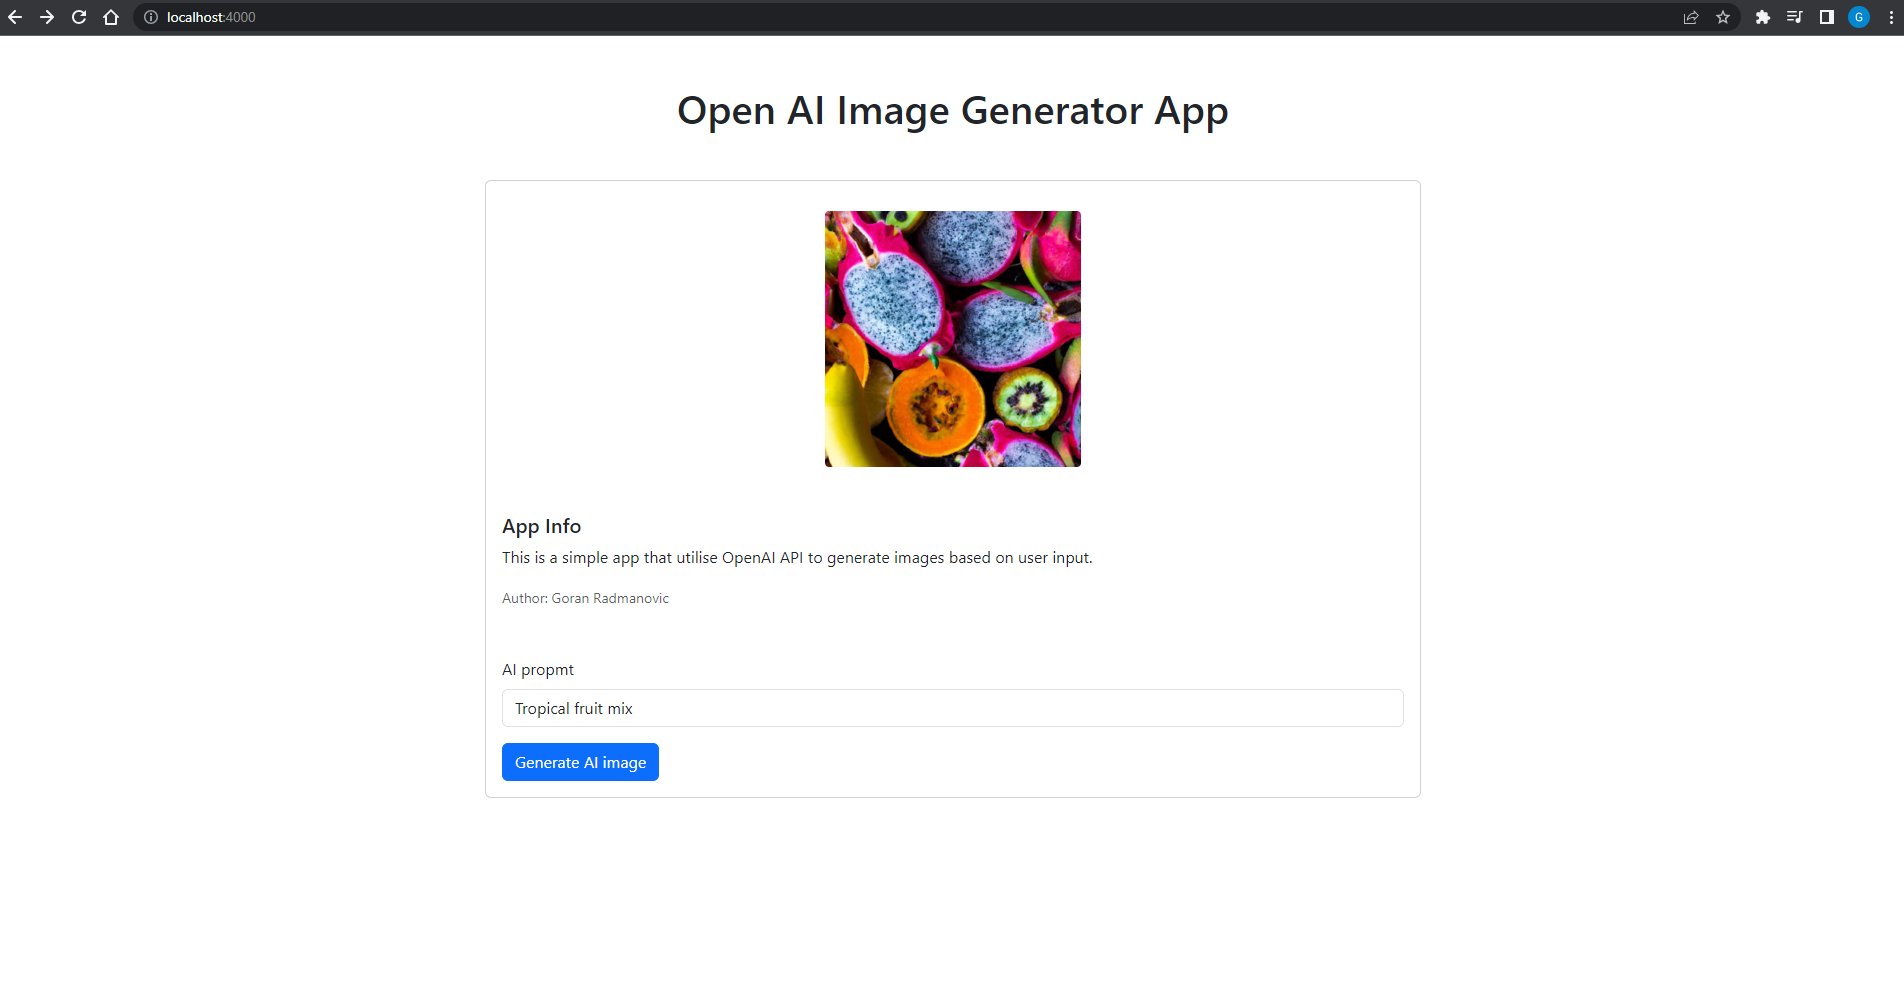 localhost:4000
G
Open AI Image Generator App
App Info
This is a simple app that utilise OpenAI API to generate images based on user input.
Author: Goran Radmanovic
AI propmt
Tropical fruit mix
Generate AI image